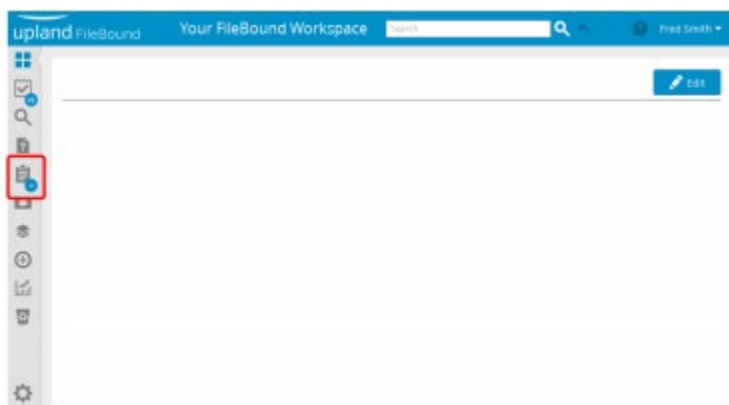 upland FileBound
Your FileBound Workspace
Search
Fred Smith
Edit